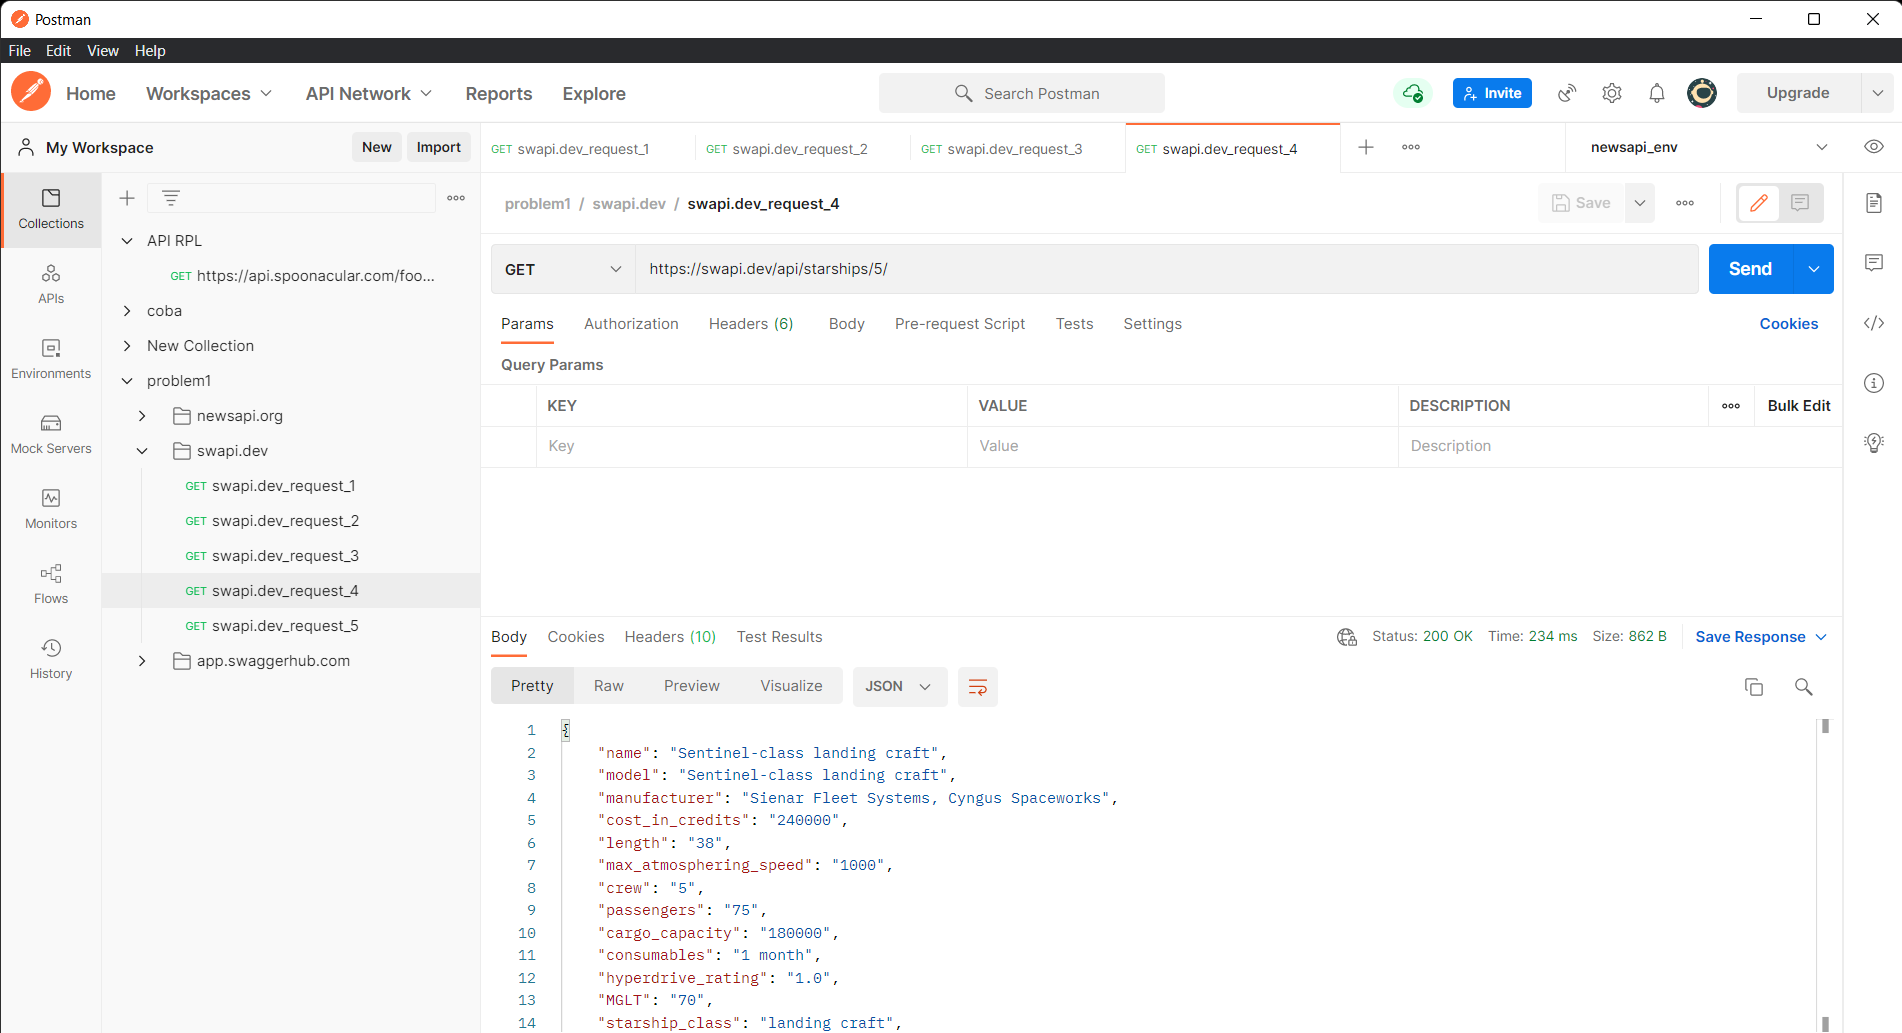 Postman
File Edit View Help
Home Workspaces API Network Reports Explore Search Postman Invite Upgrade
My Workspace New Import
GET swapi.dev_request_1 GET swapi.dev_request_2 GET swapi.dev_request_3 GET swapi.dev_request_4 newsapi_env
Collections
APIs
Environments
Mock Servers
Monitors
Flows
History
API RPL
GET https://api.spoonacular.com/foo...
coba
New Collection
problem1
newsapi.org
swapi.dev
GET swapi.dev_request_1
GET swapi.dev_request_2
GET swapi.dev_request_3
GET swapi.dev_request_4
GET swapi.dev_request_5
app.swaggerhub.com
problem1 / swapi.dev / swapi.dev_request_4 Save
GET https://swapi.dev/api/starships/5/ Send
Params Authorization Headers (6) Body Pre-request Script Tests Settings Cookies
Query Params
KEY VALUE DESCRIPTION Bulk Edit
Key Value Description
Body Cookies Headers (10) Test Results Status: 200 OK Time: 234 ms Size: 862 B Save Response
Pretty Raw Preview Visualize JSON
1 {
2 "name": "Sentinel-class landing craft",
3 "model": "Sentinel-class landing craft",
4 "manufacturer": "Sienar Fleet Systems, Cyngus Spaceworks",
5 "cost_in_credits": "240000",
6 "length": "38",
7 "max_atmosphering_speed": "1000",
8 "crew": "5",
9 "passengers": "75",
10 "cargo_capacity": "180000",
11 "consumables": "1 month",
12 "hyperdrive_rating": "1.0",
13 "MGLT": "70",
14 "starship_class": "landing craft",